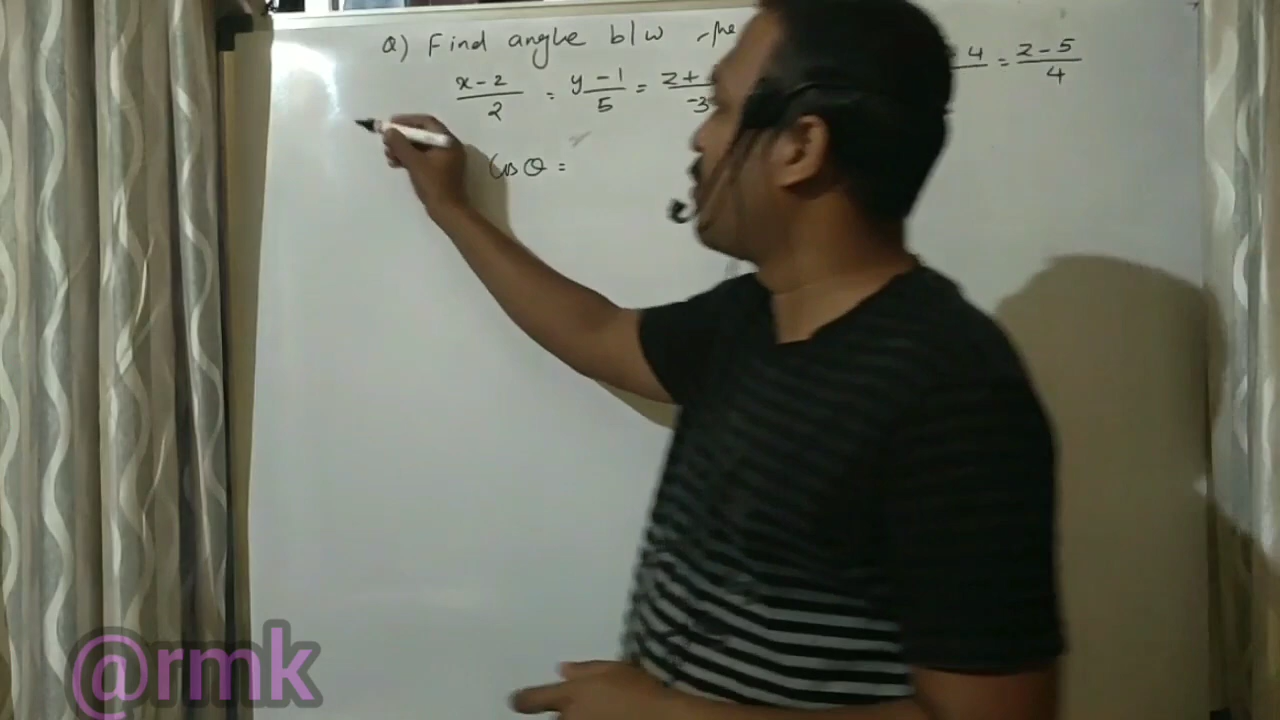 Q) Find angle b/w
x-2/2 = y-1/5 = z+ /-3 4 = z-5/4
Cos θ =
@rmk